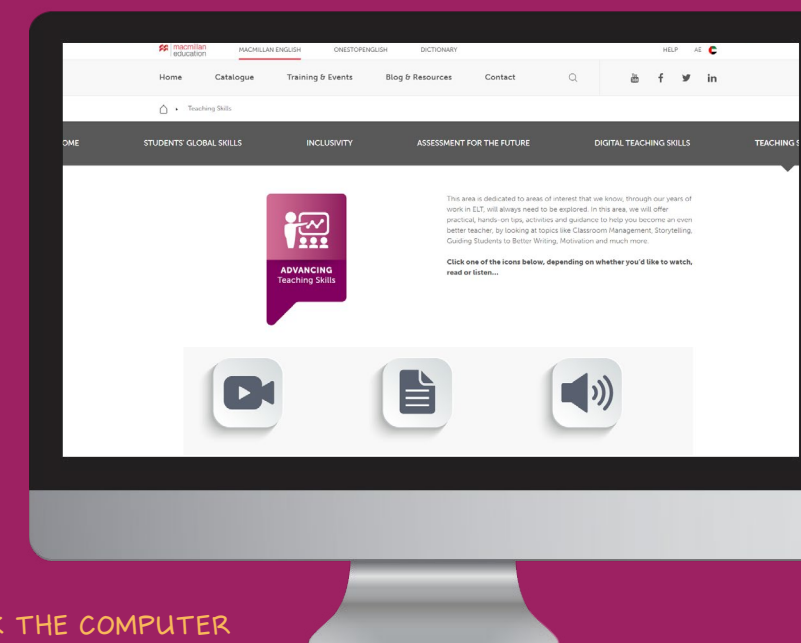 macmillan education
MACMILLAN ENGLISH ONESTOPENGLISH DICTIONARY HELP AE
Home Catalogue Training & Events Blog & Resources Contact
You Tube f in
Teaching Skills
OME STUDENTS' GLOBAL SKILLS INCLUSIVITY ASSESSMENT FOR THE FUTURE DIGITAL TEACHING SKILLS TEACHING S
This area is dedicated to areas of interest that we know, through our years of
work in ELT, will always need to be explored. In this area, we will offer
practical, hands-on tips, activities and guidance to help you become an even
better teacher, by looking at topics like Classroom Management, Storytelling,
Guiding Students to Better Writing, Motivation and much more.
Click one of the icons below, depending on whether you'd like to watch,
read or listen...
ADVANCING
Teaching Skills
THE COMPUTER